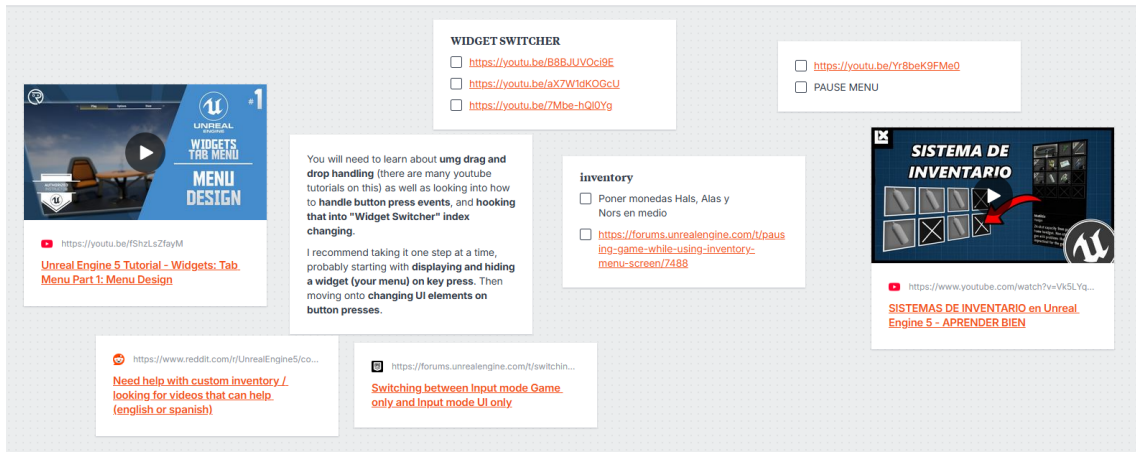 WIDGET SWITCHER
https://youtu.be/B8BJUVOci9E
https://youtu.be/aX7W1dKOGcU
https://youtu.be/7Mbe-hQI0Yg
https://youtu.be/Yr8beK9FMe0
PAUSE MENU
#1
UNREAL
ENGINE
WIDGETS
TAB MENU
MENU
DESIGN
https://youtu.be/fShzLsZfayM
Unreal Engine 5 Tutorial - Widgets: Tab
Menu Part 1: Menu Design
You will need to learn about umg drag and
drop handling (there are many youtube
tutorials on this) as well as looking into how
to handle button press events, and hooking
that into "Widget Switcher" index
changing.
I recommend taking it one step at a time,
probably starting with displaying and hiding
a widget (your menu) on key press. Then
moving onto changing UI elements on
button presses.
inventory
Poner monedas Hals, Alas y
Nors en medio
https://forums.unrealengine.com/t/paus
ing-game-while-using-inventory-
menu-screen/7488
SISTEMA DE
INVENTARIO
https://www.youtube.com/watch?v=Vk5LYq...
SISTEMAS DE INVENTARIO en Unreal
Engine 5 - APRENDER BIEN
https://www.reddit.com/r/UnrealEngine5/co...
Need help with custom inventory /
looking for videos that can help
(english or spanish)
https://forums.unrealengine.com/t/switchin...
Switching between Input mode Game
only and Input mode UI only